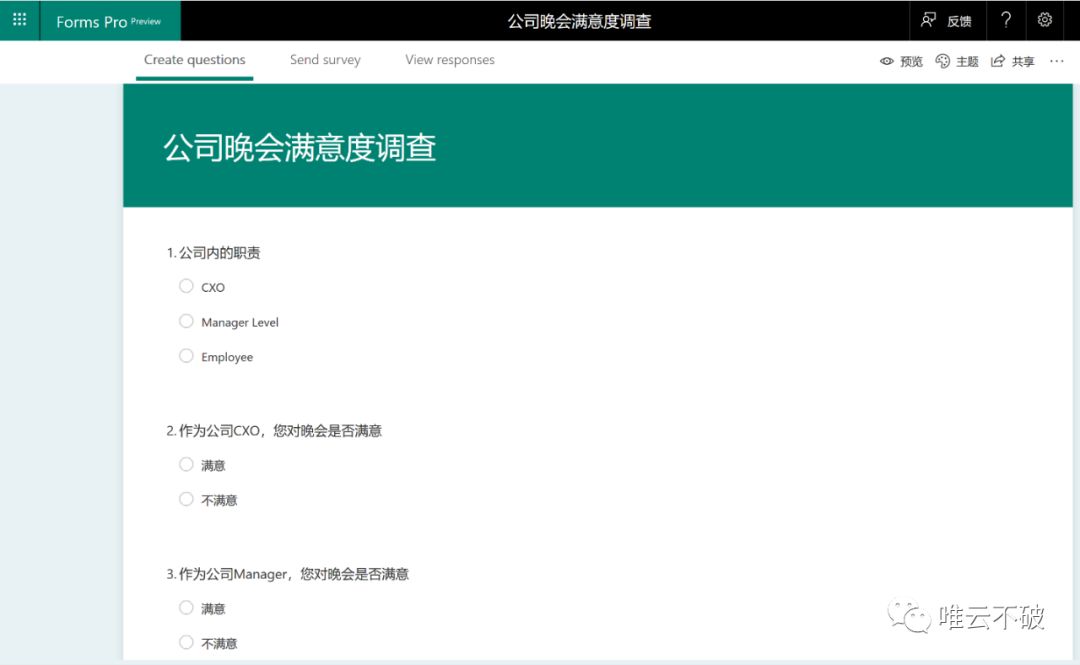 Forms Pro Preview
公司晚会满意度调查
反馈
?
Create questions
Send survey
View responses
预览
主题
共享
...
公司晚会满意度调查
1.公司内的职责
CXO
Manager Level
Employee
2.作为公司CXO，您对晚会是否满意
满意
不满意
3.作为公司Manager，您对晚会是否满意
满意
不满意
唯云不破